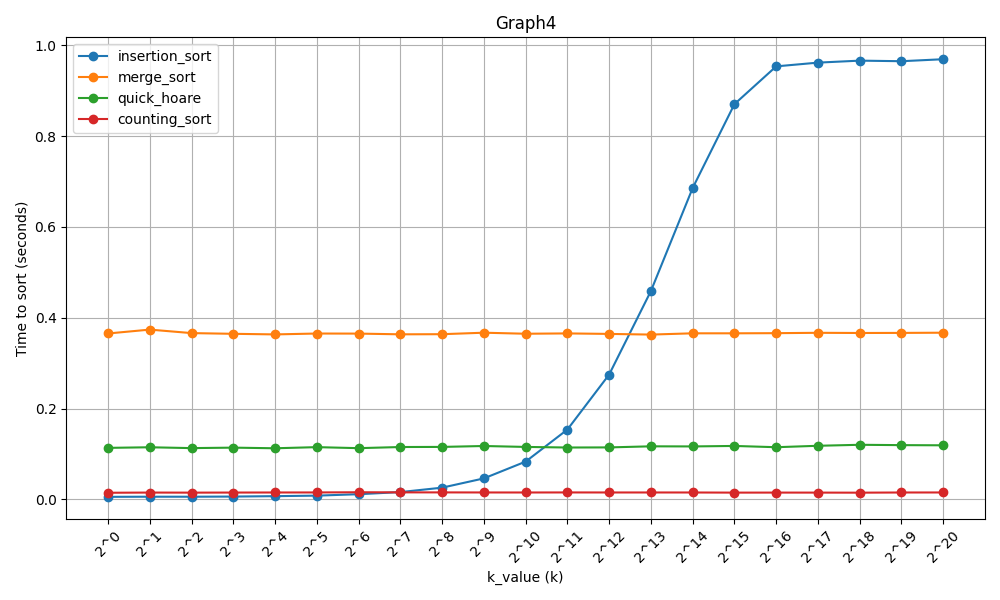 Graph4
insertion_sort
merge_sort
quick_hoare
counting_sort
Time to sort (seconds)
1.0
0.8
0.6
0.4
0.2
0.0
2^0 2^1 2^2 2^3 2^4 2^5 2^6 2^7 2^8 2^9 2^10 2^11 2^12 2^13 2^14 2^15 2^16 2^17 2^18 2^19 2^20
k_value (k)